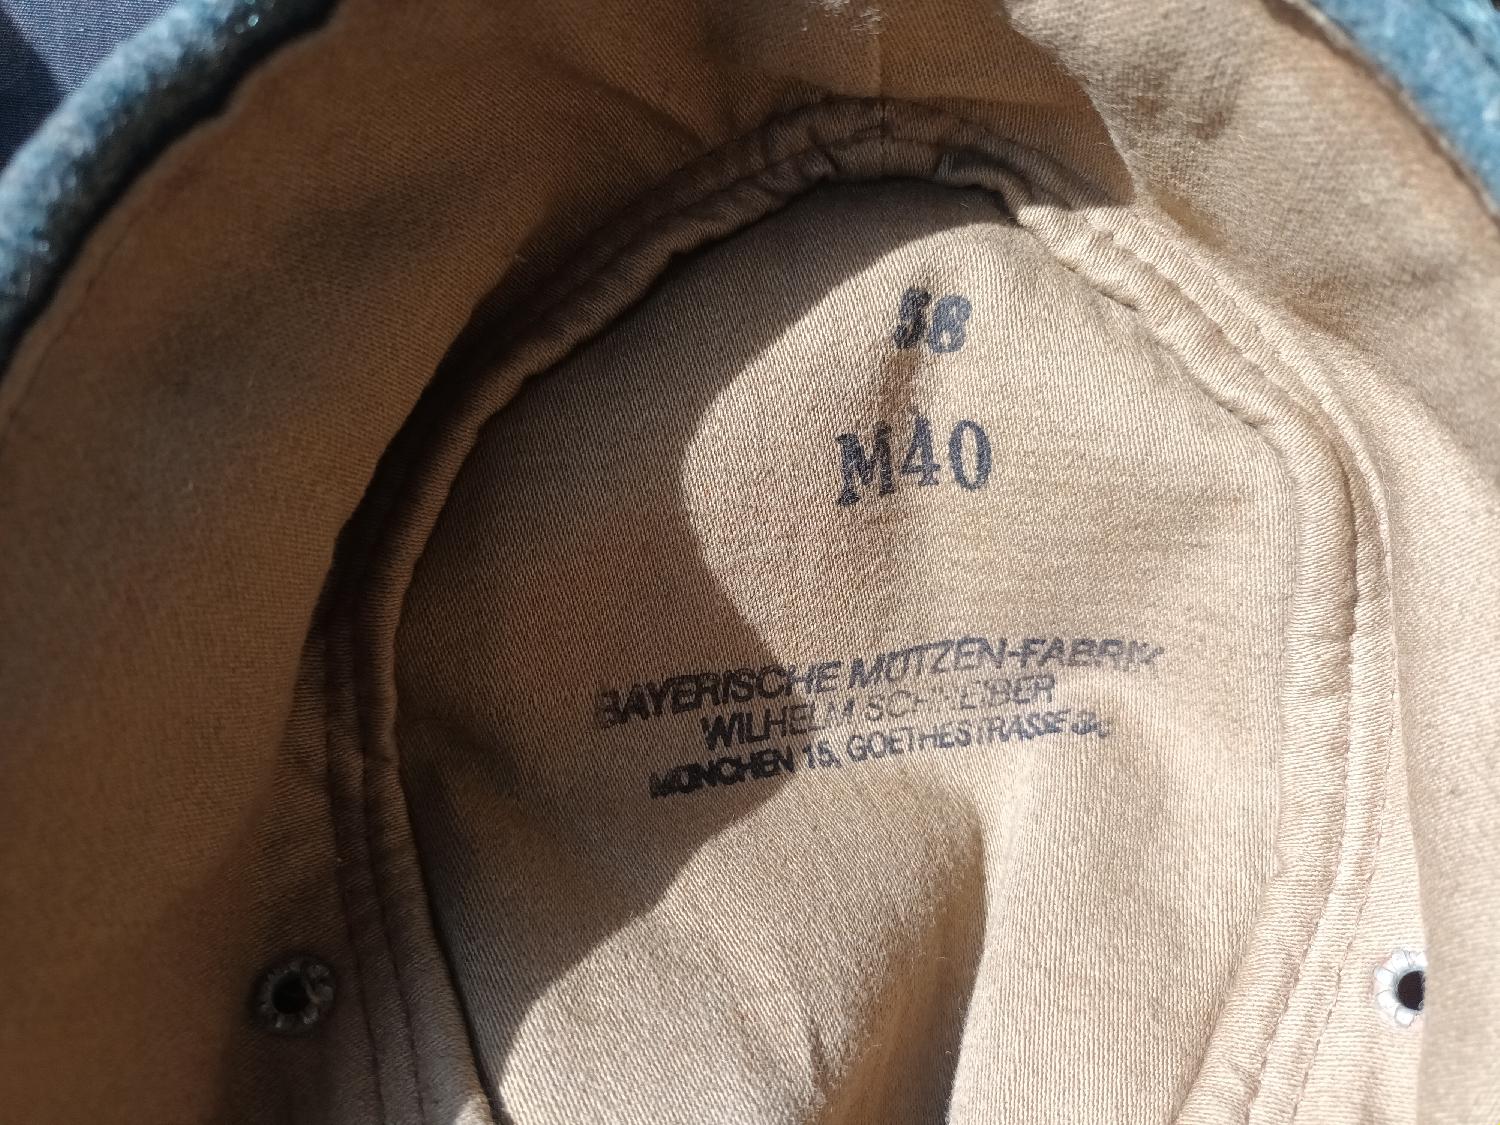 58
M40
BAYERISCHE MÜTZEN-FABRIK
WILHELM SCHREIBER
MÜNCHEN 15, GOETHESTRASSE